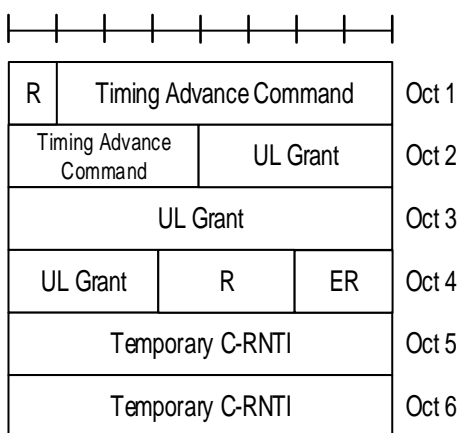 R Timing Advance Command Oct 1
Timing Advance
Command UL Grant Oct 2
UL Grant Oct 3
UL Grant R ER Oct 4
Temporary C-RNTI Oct 5
Temporary C-RNTI Oct 6